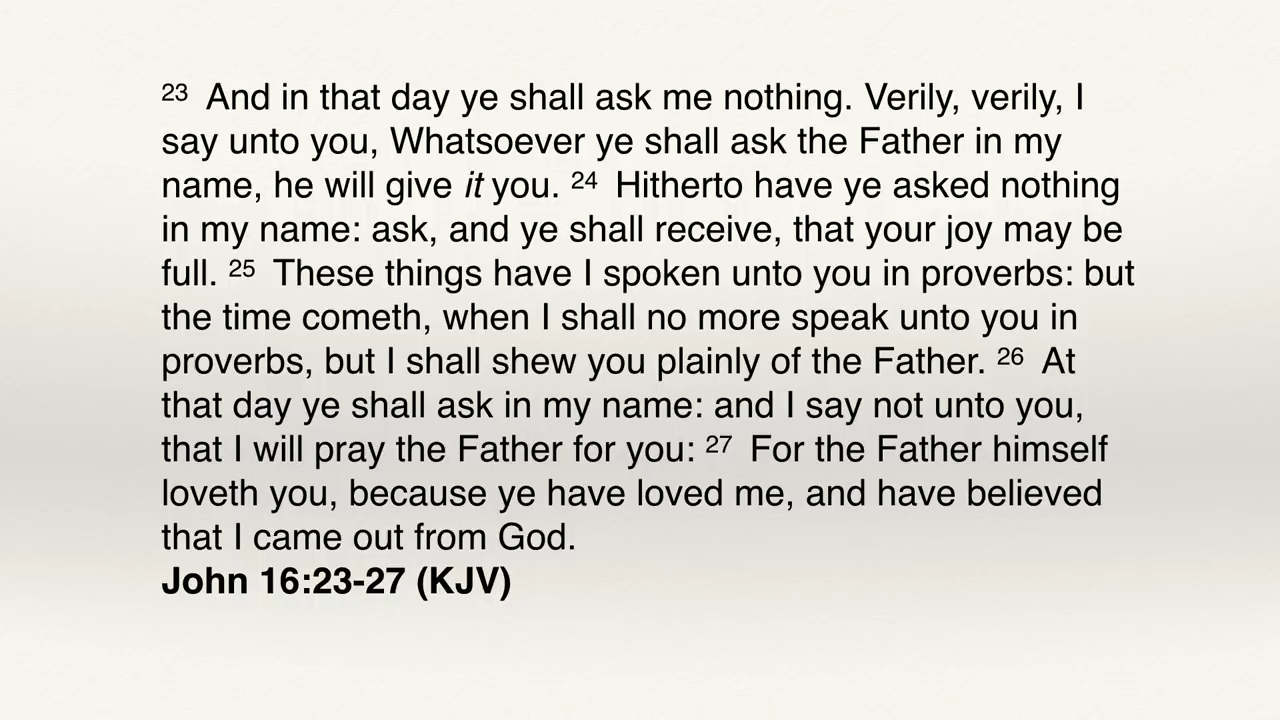 23 And in that day ye shall ask me nothing. Verily, verily, I
say unto you, Whatsoever ye shall ask the Father in my
name, he will give it you. 24 Hitherto have ye asked nothing
in my name: ask, and ye shall receive, that your joy may be
full. 25 These things have I spoken unto you in proverbs: but
the time cometh, when I shall no more speak unto you in
proverbs, but I shall shew you plainly of the Father. 26 At
that day ye shall ask in my name: and I say not unto you,
that I will pray the Father for you: 27 For the Father himself
loveth you, because ye have loved me, and have believed
that I came out from God.
John 16:23-27 (KJV)